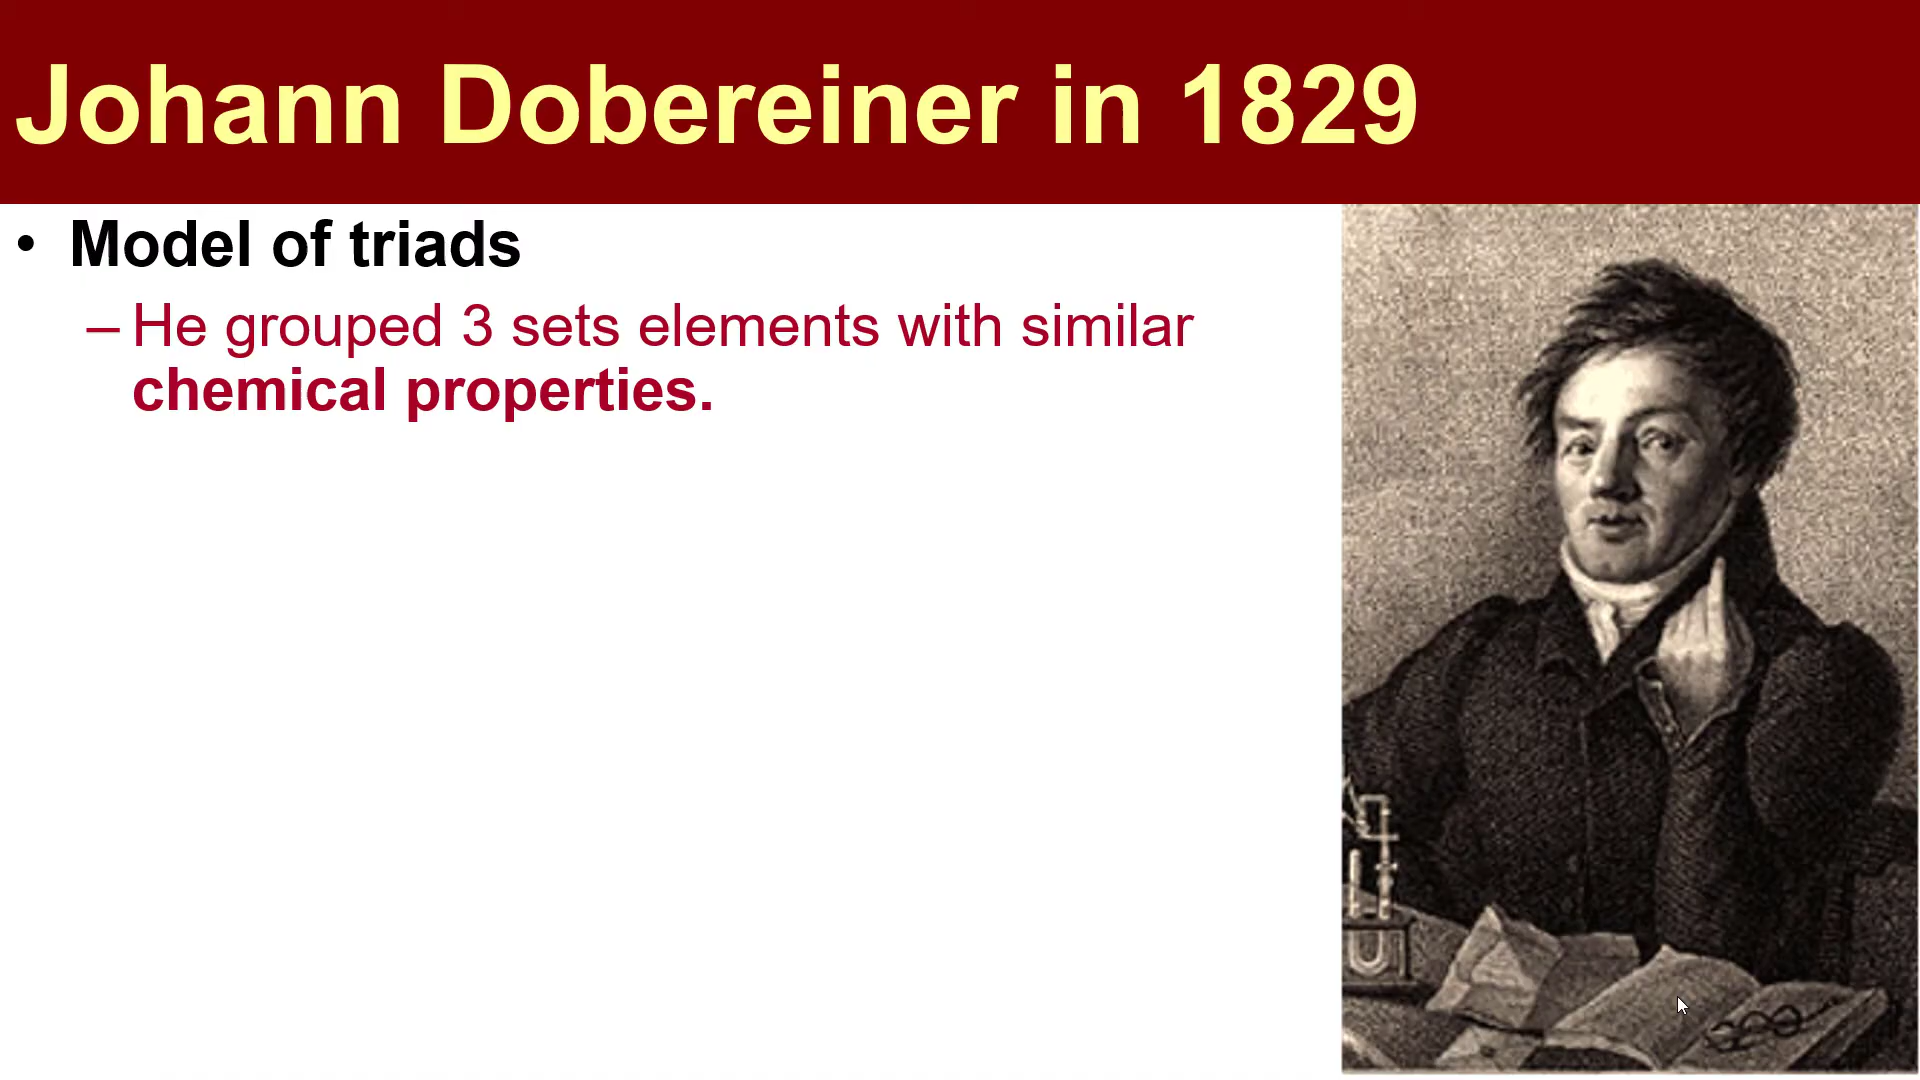 Johann Dobereiner in 1829
• Model of triads
– He grouped 3 sets elements with similar
chemical properties.